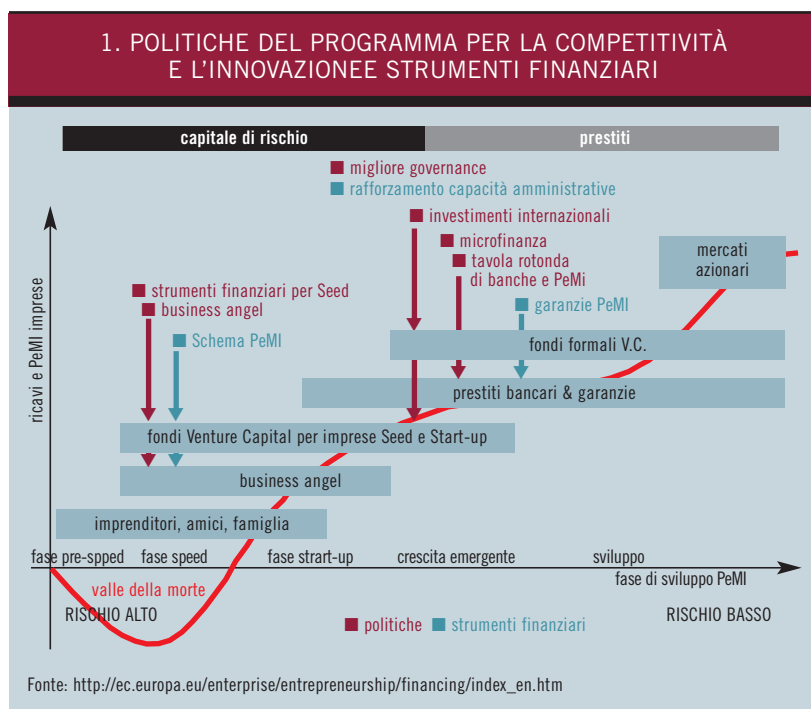 1. POLITICHE DEL PROGRAMMA PER LA COMPETITIVITÀ
E L'INNOVAZIONEE STRUMENTI FINANZIARI
capitale di rischio
prestiti
migliore governance
rafforzamento capacità amministrative
investimenti internazionali
microfinanza
tavola rotonda
di banche e PeMi
mercati
azionari
strumenti finanziari per Seed
business angel
garanzie PeMI
Schema PeMI
fondi formali V.C.
ricavi e PeMI imprese
prestiti bancari & garanzie
fondi Venture Capital per imprese Seed e Start-up
business angel
imprenditori, amici, famiglia
fase pre-spped
fase speed
fase strart-up
crescita emergente
sviluppo
fase di sviluppo PeMI
valle della morte
RISCHIO ALTO
RISCHIO BASSO
politiche
strumenti finanziari
Fonte: http://ec.europa.eu/enterprise/entrepreneurship/financing/index_en.htm